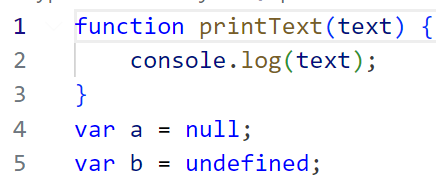 1 function printText(text) {
2     console.log(text);
3 }
4 var a = null;
5 var b = undefined;